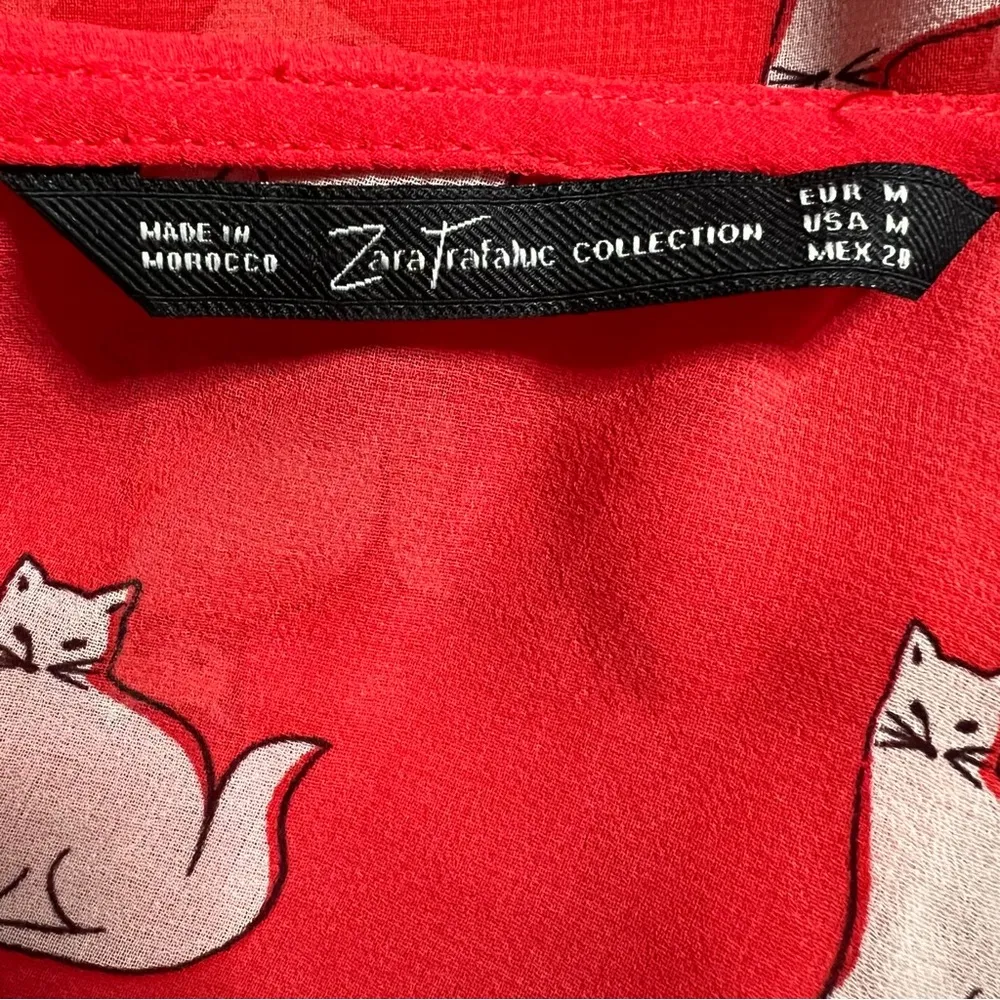 MADE IN
MOROCCO
ZaraTrafaluc COLLECTION
EUR M
USA M
MEX 28